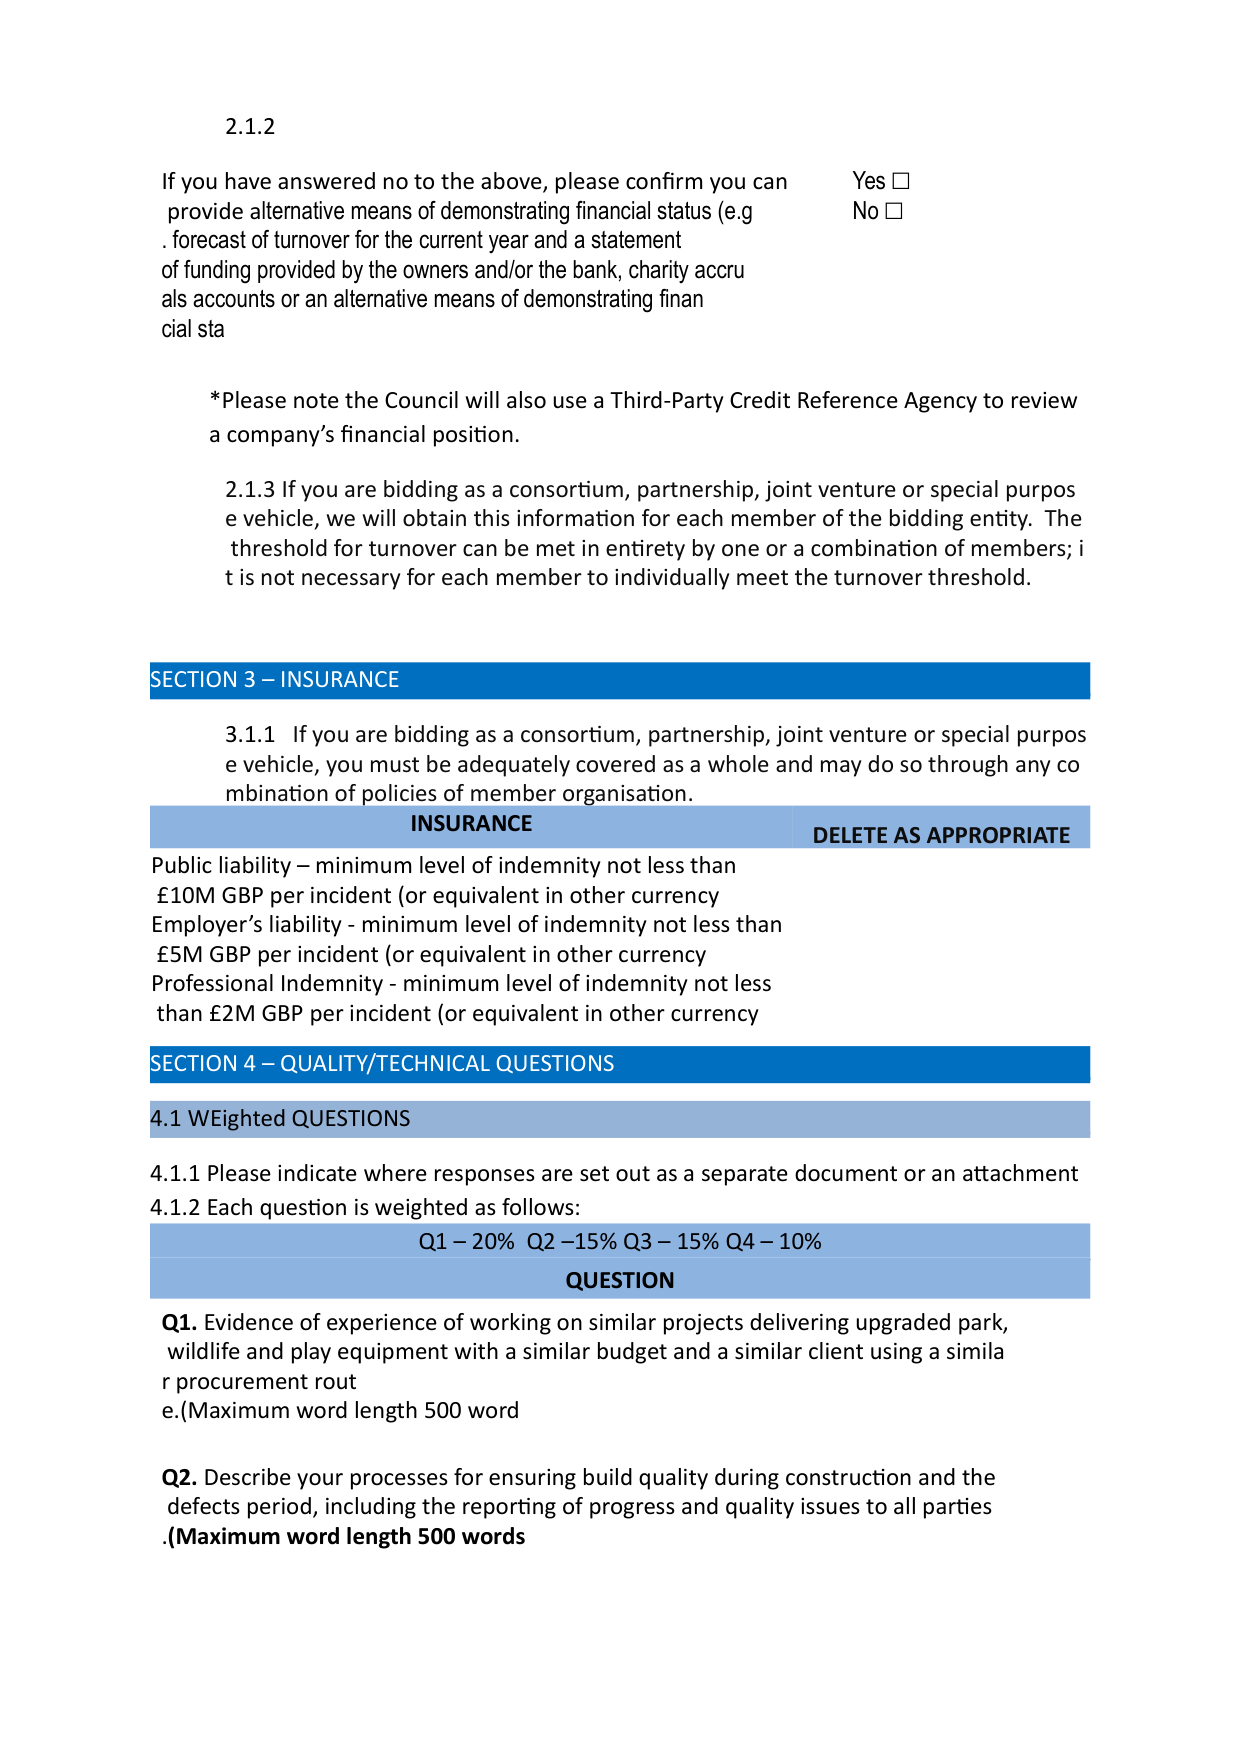 2.1.2
If you have answered no to the above, please confirm you can
provide alternative means of demonstrating financial status (e.g
. forecast of turnover for the current year and a statement
of funding provided by the owners and/or the bank, charity accru
als accounts or an alternative means of demonstrating finan
cial sta
Yes ☐
No ☐
*Please note the Council will also use a Third-Party Credit Reference Agency to review
a company’s financial position.
2.1.3 If you are bidding as a consortium, partnership, joint venture or special purpos
e vehicle, we will obtain this information for each member of the bidding entity.  The
threshold for turnover can be met in entirety by one or a combination of members; i
t is not necessary for each member to individually meet the turnover threshold.
SECTION 3 – INSURANCE
3.1.1   If you are bidding as a consortium, partnership, joint venture or special purpos
e vehicle, you must be adequately covered as a whole and may do so through any co
mbination of policies of member organisation.
INSURANCE
DELETE AS APPROPRIATE
Public liability – minimum level of indemnity not less than
£10M GBP per incident (or equivalent in other currency
Employer’s liability - minimum level of indemnity not less than
£5M GBP per incident (or equivalent in other currency
Professional Indemnity - minimum level of indemnity not less
than £2M GBP per incident (or equivalent in other currency
SECTION 4 – QUALITY/TECHNICAL QUESTIONS
4.1 WEighted QUESTIONS
4.1.1 Please indicate where responses are set out as a separate document or an attachment
4.1.2 Each question is weighted as follows:
Q1 – 20%  Q2 –15% Q3 – 15% Q4 – 10%
QUESTION
Q1. Evidence of experience of working on similar projects delivering upgraded park,
wildlife and play equipment with a similar budget and a similar client using a simila
r procurement rout
e.(Maximum word length 500 word
Q2. Describe your processes for ensuring build quality during construction and the
defects period, including the reporting of progress and quality issues to all parties
.(Maximum word length 500 words